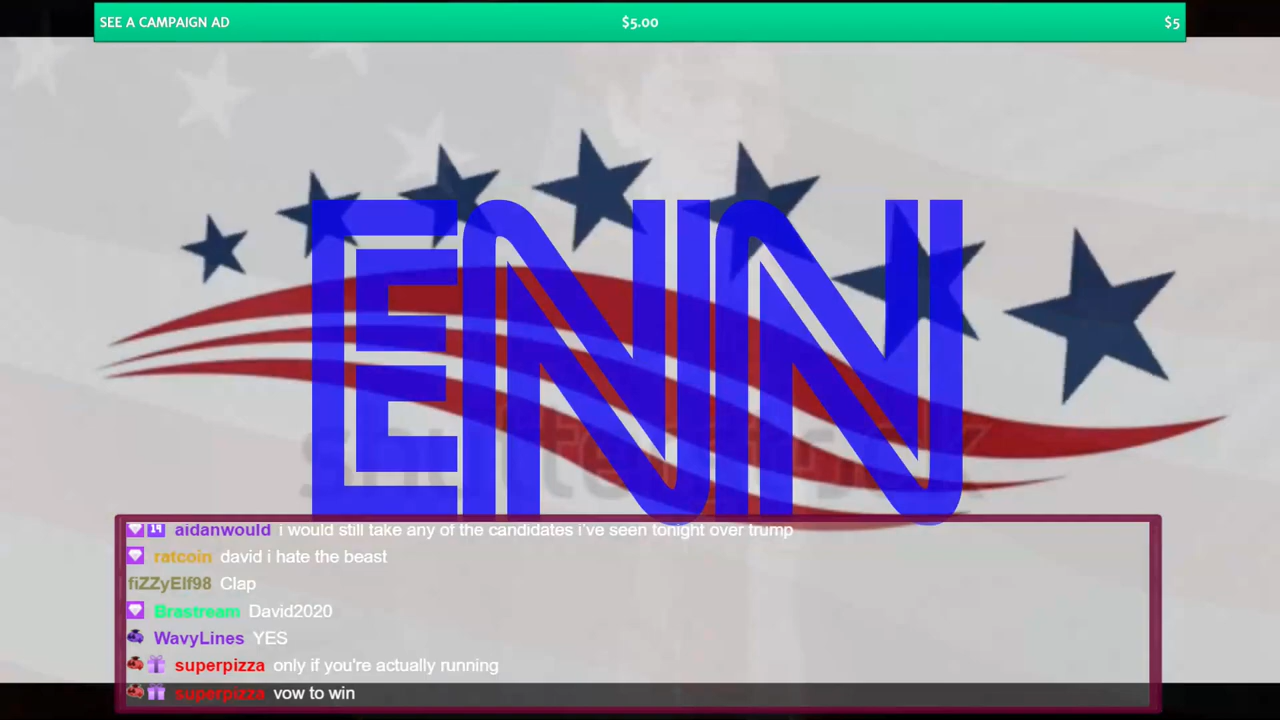 SEE A CAMPAIGN AD $5.00 $5
ENN
shutterstock
14 aidanwould i would still take any of the candidates i've seen tonight over trump
ratcoin david i hate the beast
fiZZyElf98 Clap
Brastream David2020
WavyLines YES
superpizza only if you're actually running
superpizza vow to win